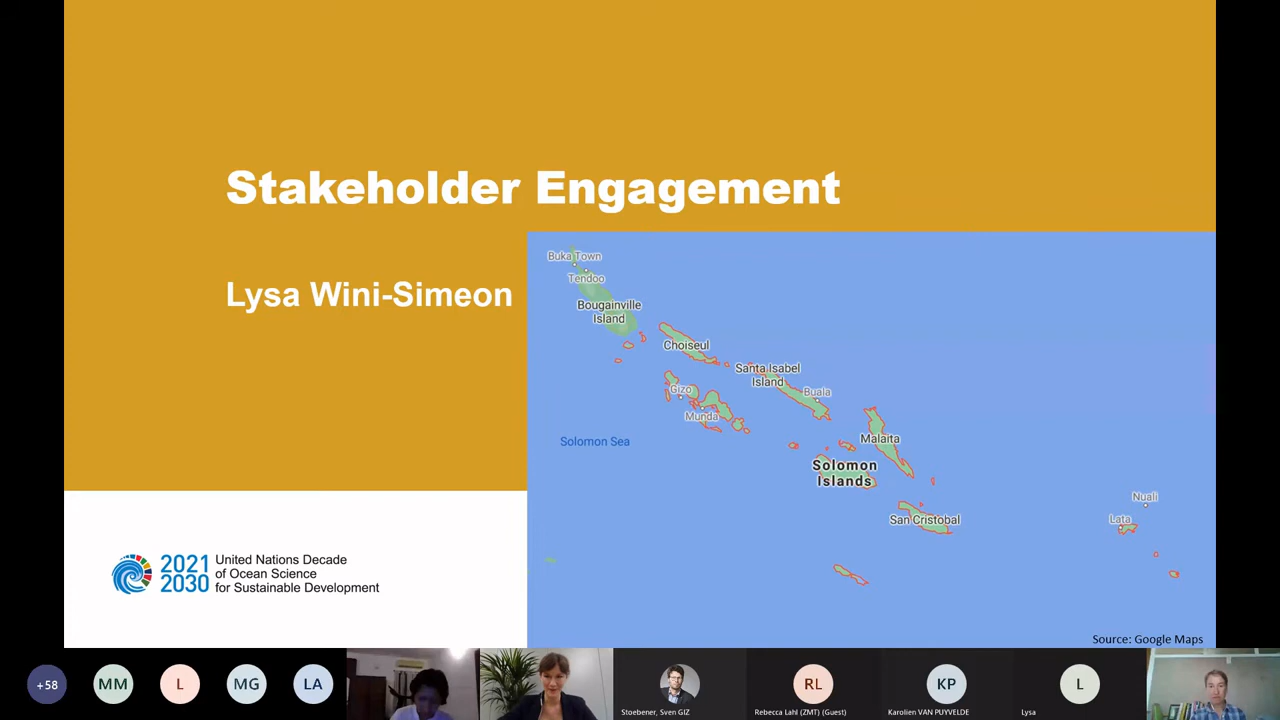 Stakeholder Engagement
Lysa Wini-Simeon
Buka Town
Tendoo
Bougainville
Island
Choiseul
Santa Isabel
Island
Gizo
Buala
Munda
Solomon Sea
Malaita
Solomon
Islands
San Cristobal
Nuali
Lata
Source: Google Maps
2021
2030
United Nations Decade
of Ocean Science
for Sustainable Development
+58
MM
L
MG
LA
Stoebener, Sven GIZ
RL
Rebecca Lahl (ZMT) (Guest)
KP
Karolien VAN PUYVELDE
L
Lysa